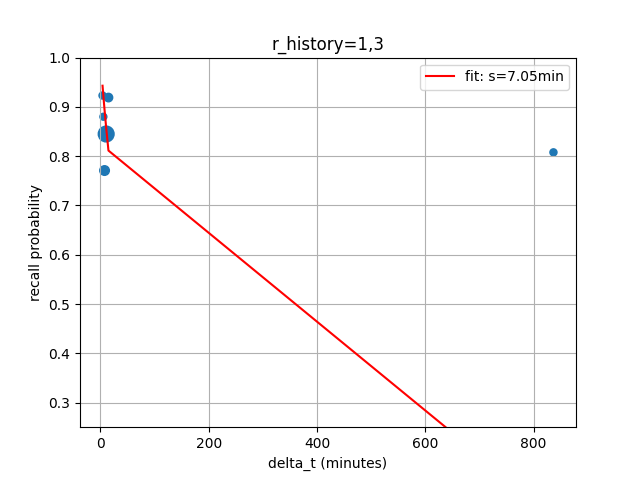 r_history=1,3
fit: s=7.05min
1.0
0.9
0.8
0.7
0.6
0.5
0.4
0.3
recall probability
0 200 400 600 800
delta_t (minutes)